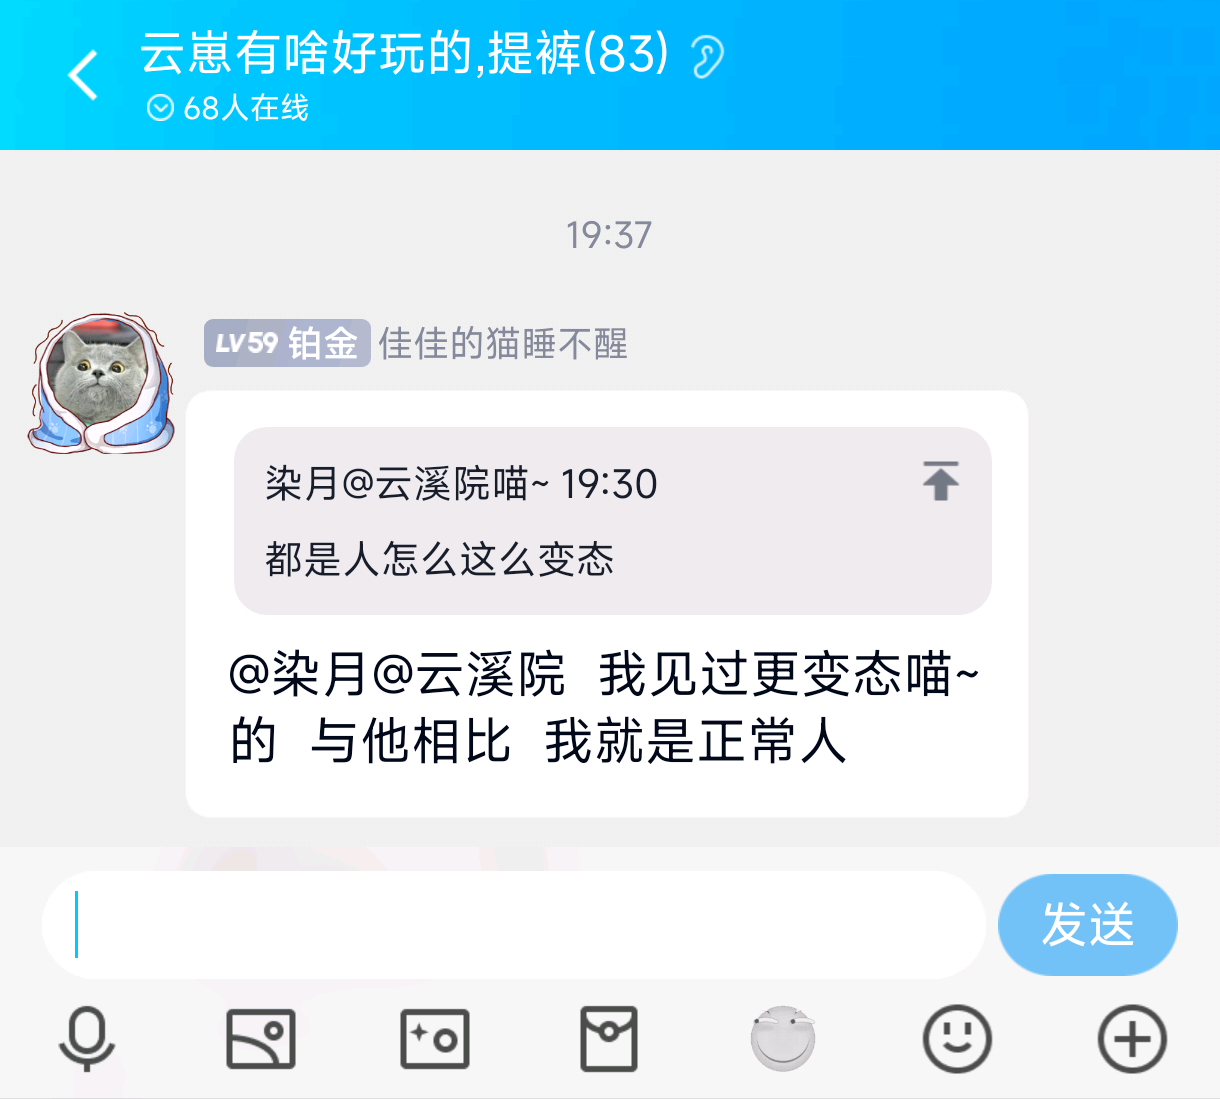 云崽有啥好玩的,提裤(83)
68人在线
19:37
LV59 铂金 佳佳的猫睡不醒
染月@云溪院喵~ 19:30
都是人怎么这么变态
@染月@云溪院 我见过更变态喵~
的 与他相比 我就是正常人
发送